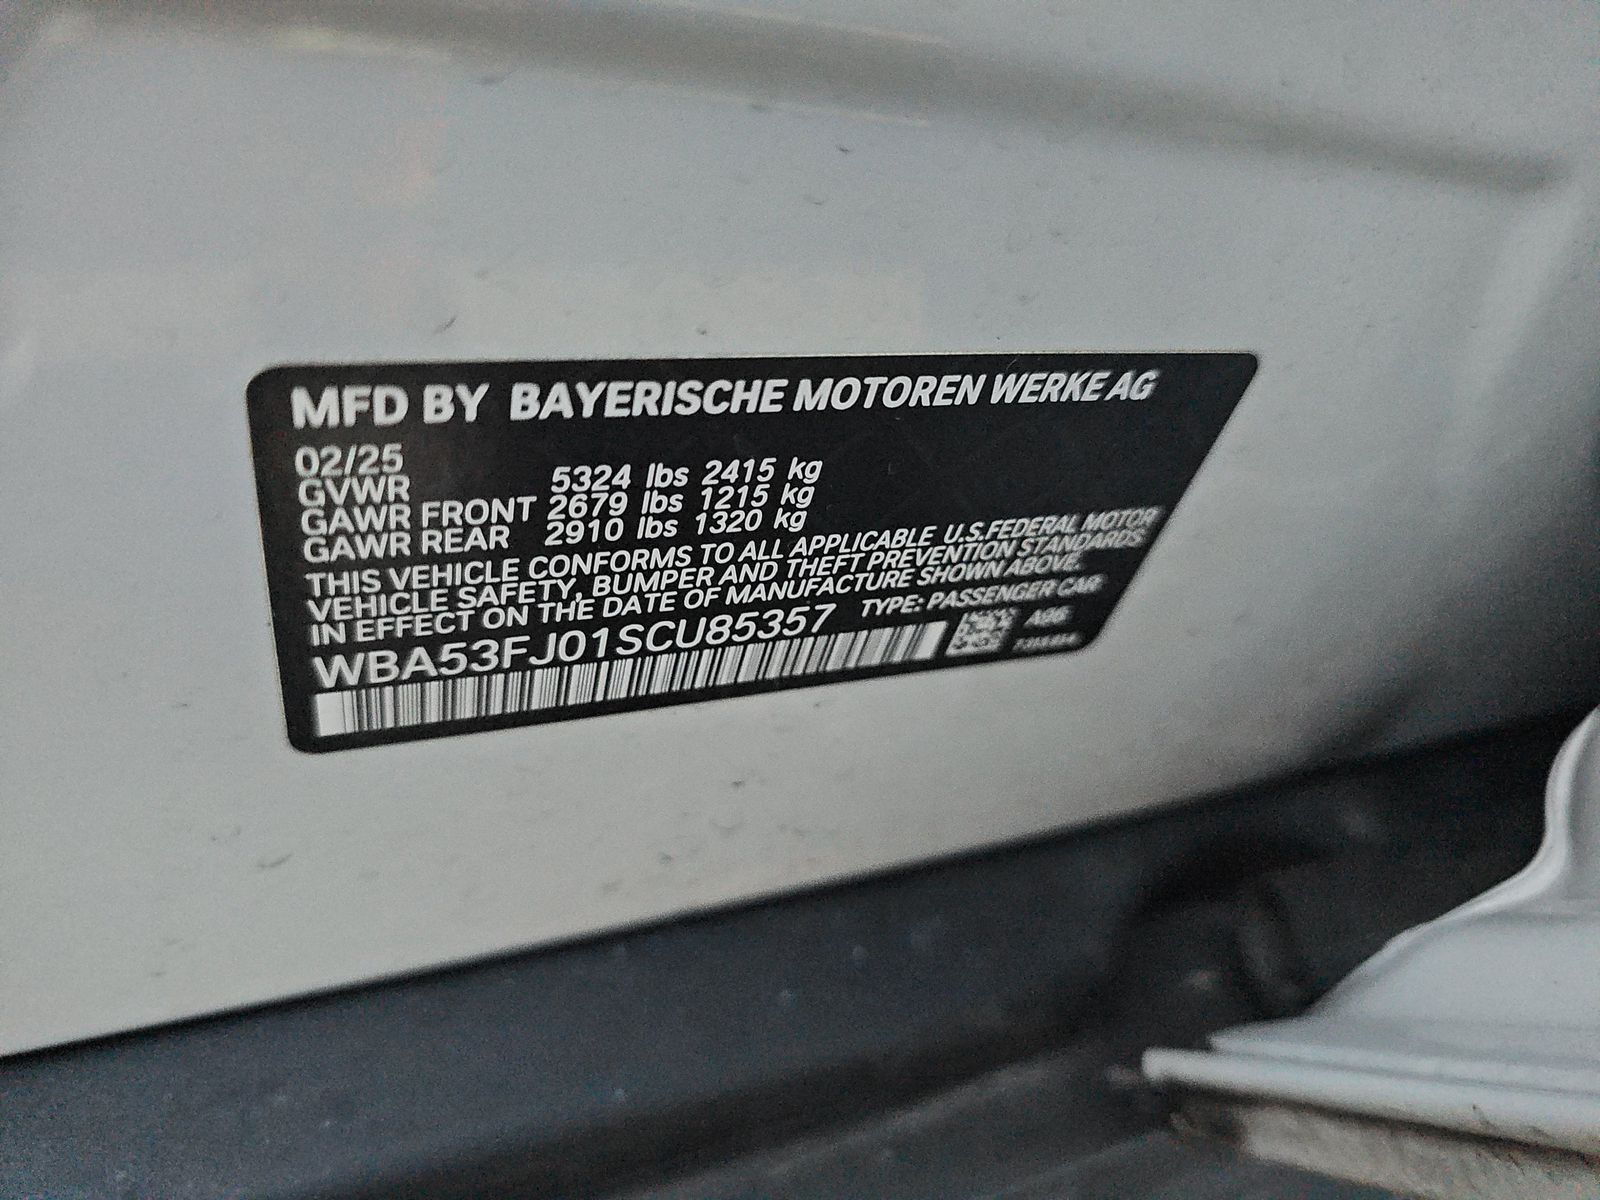 MFD BY BAYERISCHE MOTOREN WERKE AG
02/25
GVWR 5324 lbs 2415 kg
GAWR FRONT 2679 lbs 1215 kg
GAWR REAR 2910 lbs 1320 kg
THIS VEHICLE CONFORMS TO ALL APPLICABLE U.S.FEDERAL MOTOR
VEHICLE SAFETY, BUMPER AND THEFT PREVENTION STANDARDS
IN EFFECT ON THE DATE OF MANUFACTURE SHOWN ABOVE.
WBA53FJ01SCU85357 TYPE: PASSENGER CAR
A96